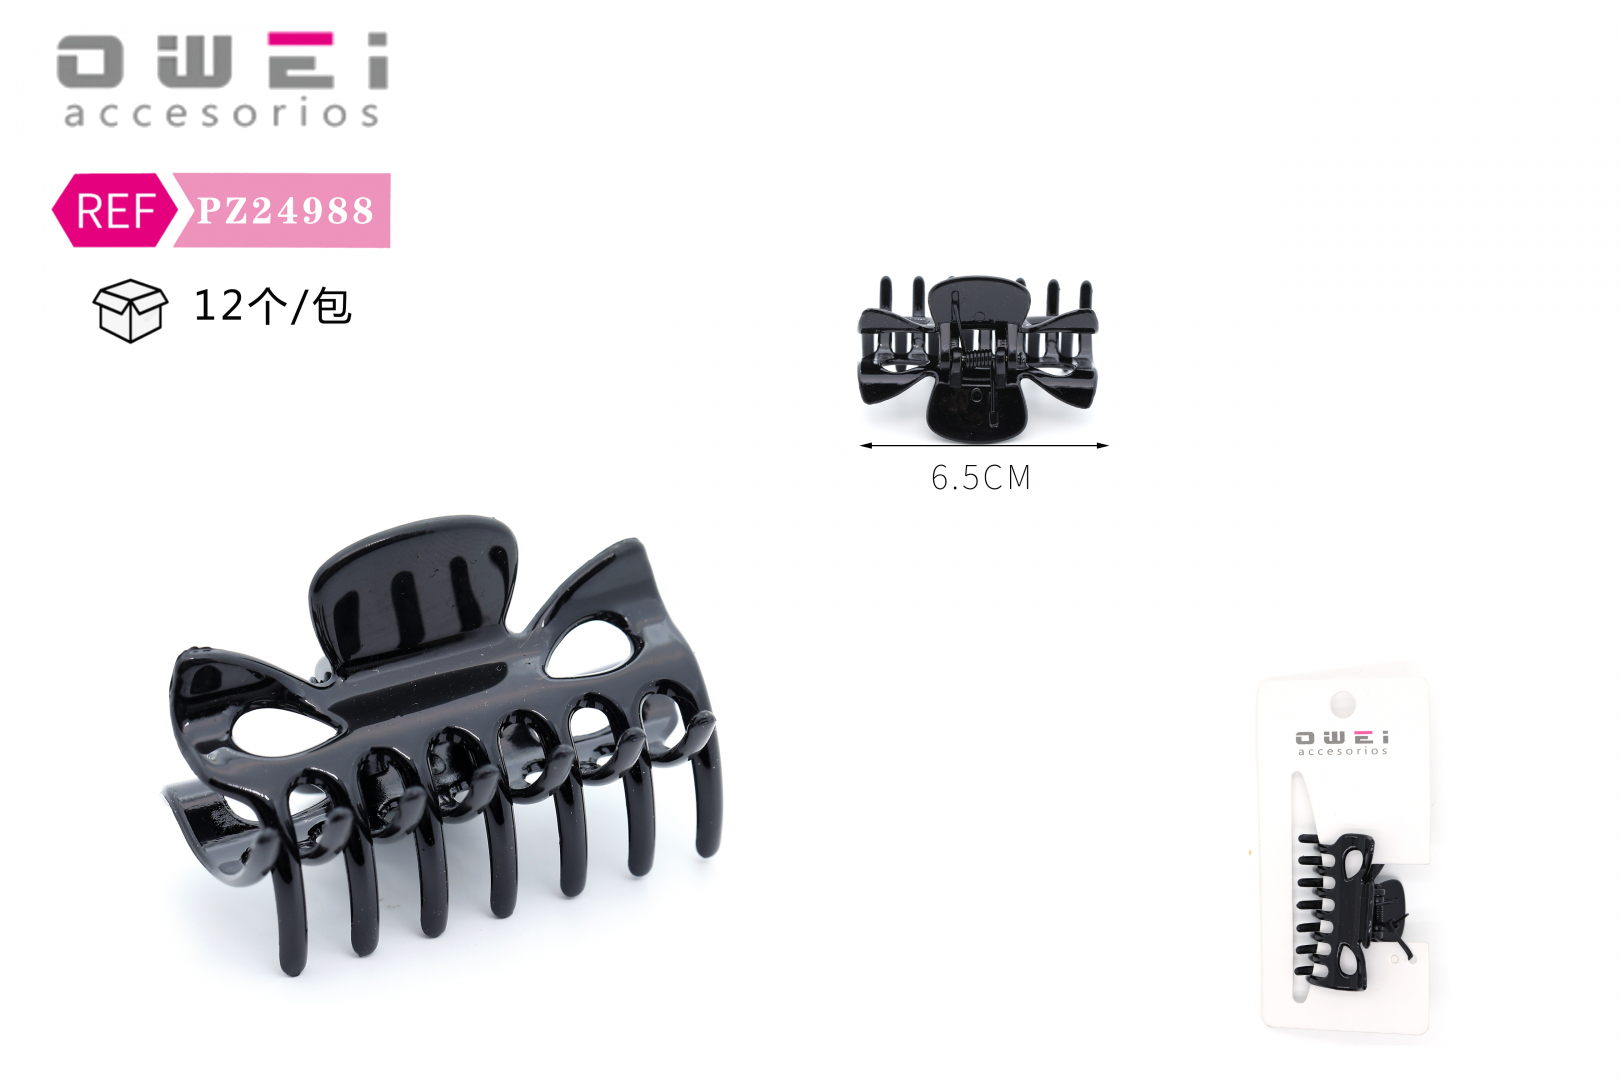 OWEi
accesorios
REF PZ24988
12个/包
6.5CM
OWEi
accesorios